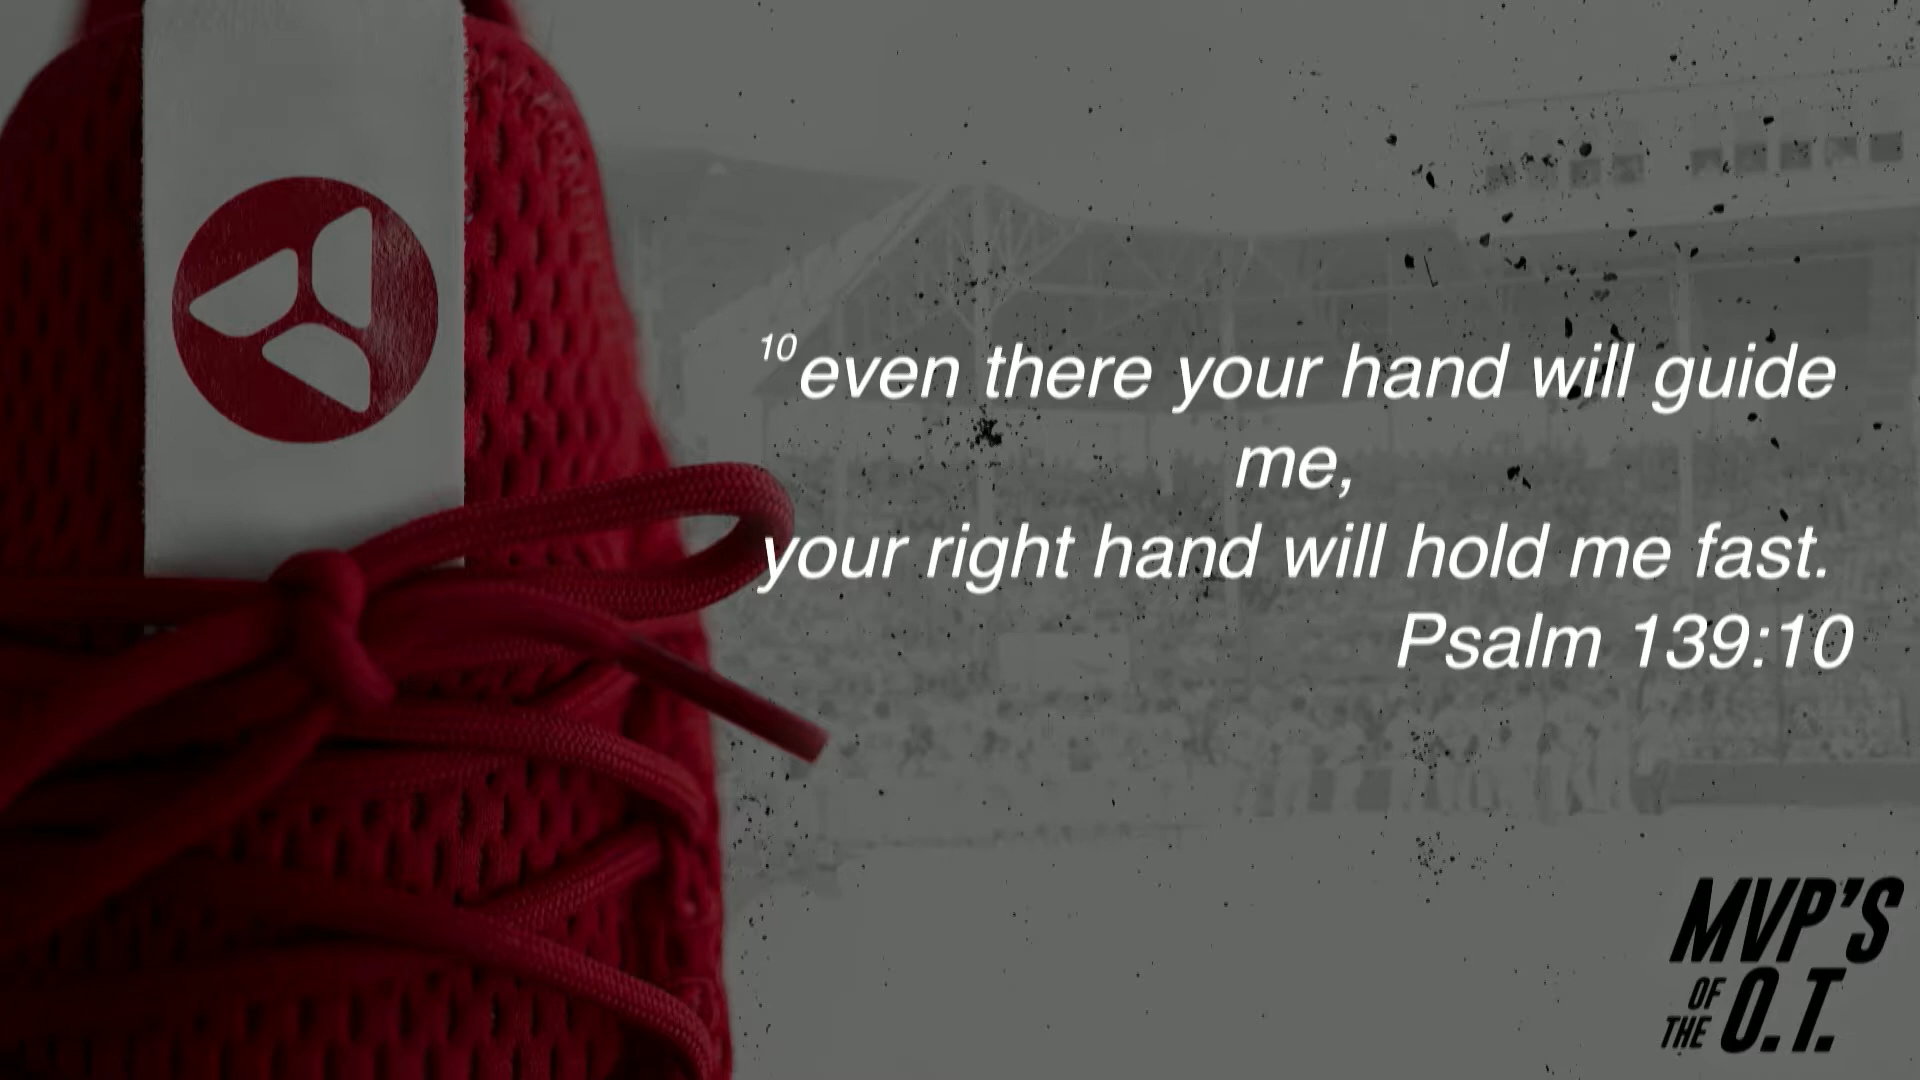 10 even there your hand will guide
me,
your right hand will hold me fast.
Psalm 139:10
MVP'S
OF
THE O.T.